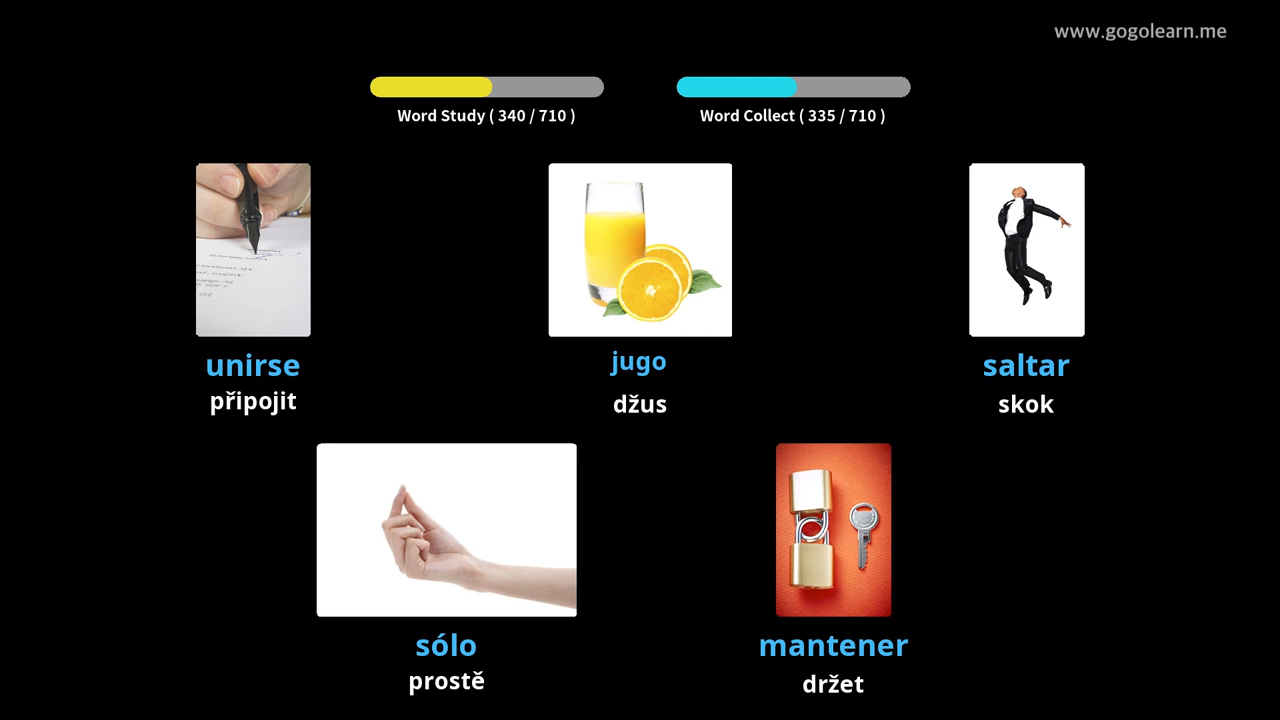 www.gogolearn.me
Word Study ( 340 / 710 )
Word Collect ( 335 / 710 )
unirse
připojit
jugo
džus
saltar
skok
sólo
prostě
mantener
držet